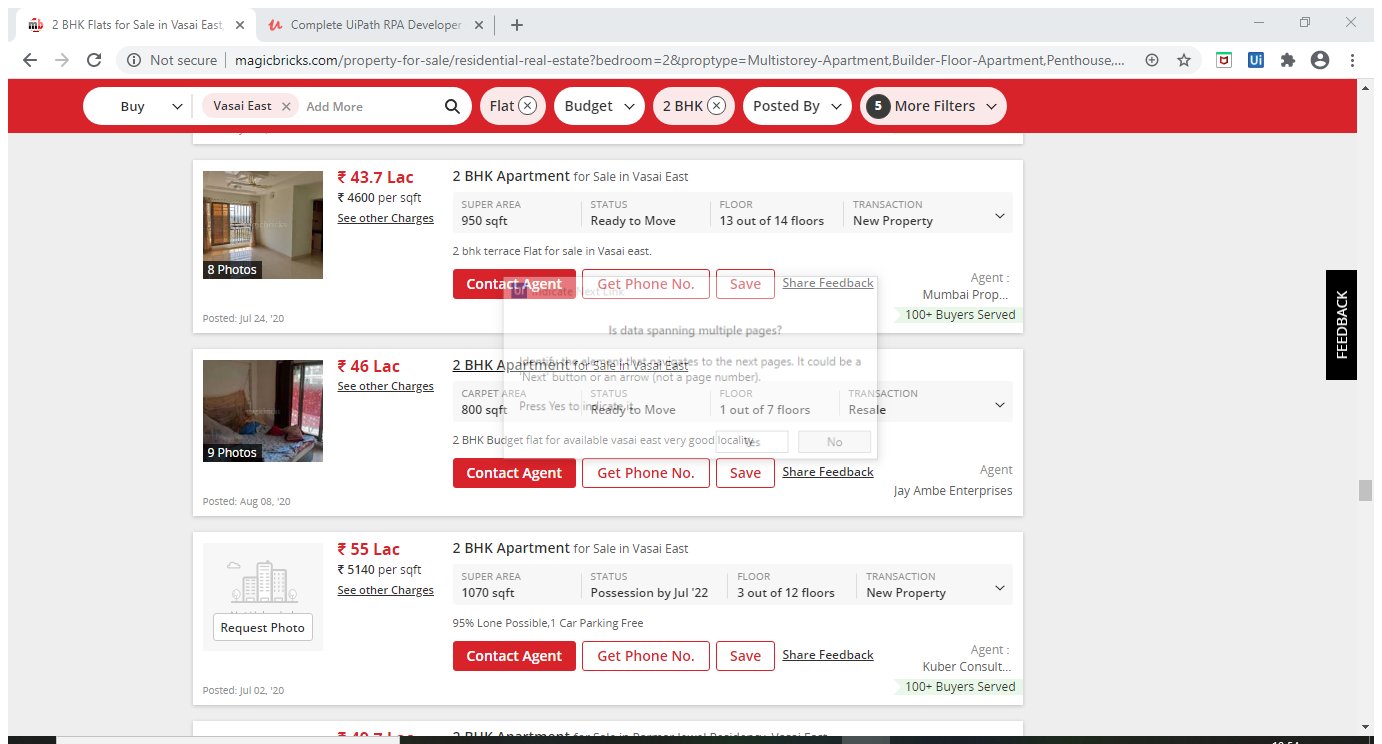 2 BHK Flats for Sale in Vasai East,
Complete UiPath RPA Developer
Not secure
magicbricks.com/property-for-sale/residential-real-estate?bedroom=2&proptype=Multistorey-Apartment,Builder-Floor-Apartment,Penthouse,...
Buy
Vasai East
Add More
Flat
Budget
2 BHK
Posted By
5 More Filters
₹ 43.7 Lac
₹ 4600 per sqft
See other Charges
8 Photos
Posted: Jul 24, '20
2 BHK Apartment for Sale in Vasai East
SUPER AREA STATUS FLOOR TRANSACTION
950 sqft Ready to Move 13 out of 14 floors New Property
2 bhk terrace Flat for sale in Vasai east.
Contact Agent Get Phone No. Save Share Feedback
Agent :
Mumbai Prop...
100+ Buyers Served
Indicate Next Link
Is data spanning multiple pages?
Identify the element that navigates to the next pages. It could be a
'Next' button or an arrow (not a page number).
Press Yes to indicate it.
Yes No
₹ 46 Lac
See other Charges
9 Photos
Posted: Aug 08, '20
2 BHK Apartment for Sale in Vasai East
CARPET AREA STATUS FLOOR TRANSACTION
800 sqft Ready to Move 1 out of 7 floors Resale
2 BHK Budget flat for available vasai east very good locality
Contact Agent Get Phone No. Save Share Feedback
Agent
Jay Ambe Enterprises
₹ 55 Lac
₹ 5140 per sqft
See other Charges
Request Photo
Posted: Jul 02, '20
2 BHK Apartment for Sale in Vasai East
SUPER AREA STATUS FLOOR TRANSACTION
1070 sqft Possession by Jul '22 3 out of 12 floors New Property
95% Lone Possible,1 Car Parking Free
Contact Agent Get Phone No. Save Share Feedback
Agent :
Kuber Consult...
100+ Buyers Served
FEEDBACK